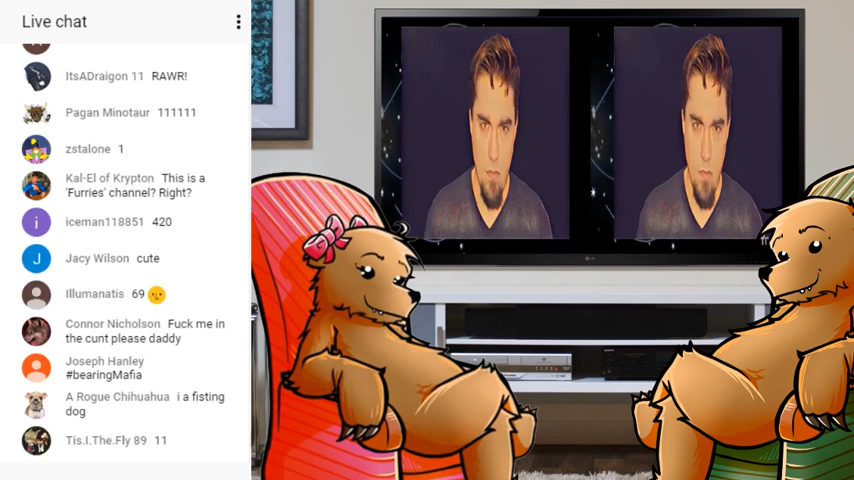 Live chat
ItsADraigon 11 RAWR!
Pagan Minotaur 111111
zstalone 1
Kal-El of Krypton This is a
'Furries' channel? Right?
i
iceman118851 420
J
Jacy Wilson cute
Illumanatis 69
Connor Nicholson Fuck me in
the cunt please daddy
Joseph Hanley
#bearingMafia
A Rogue Chihuahua i a fisting
dog
Tis.I.The.Fly 89 11
LG